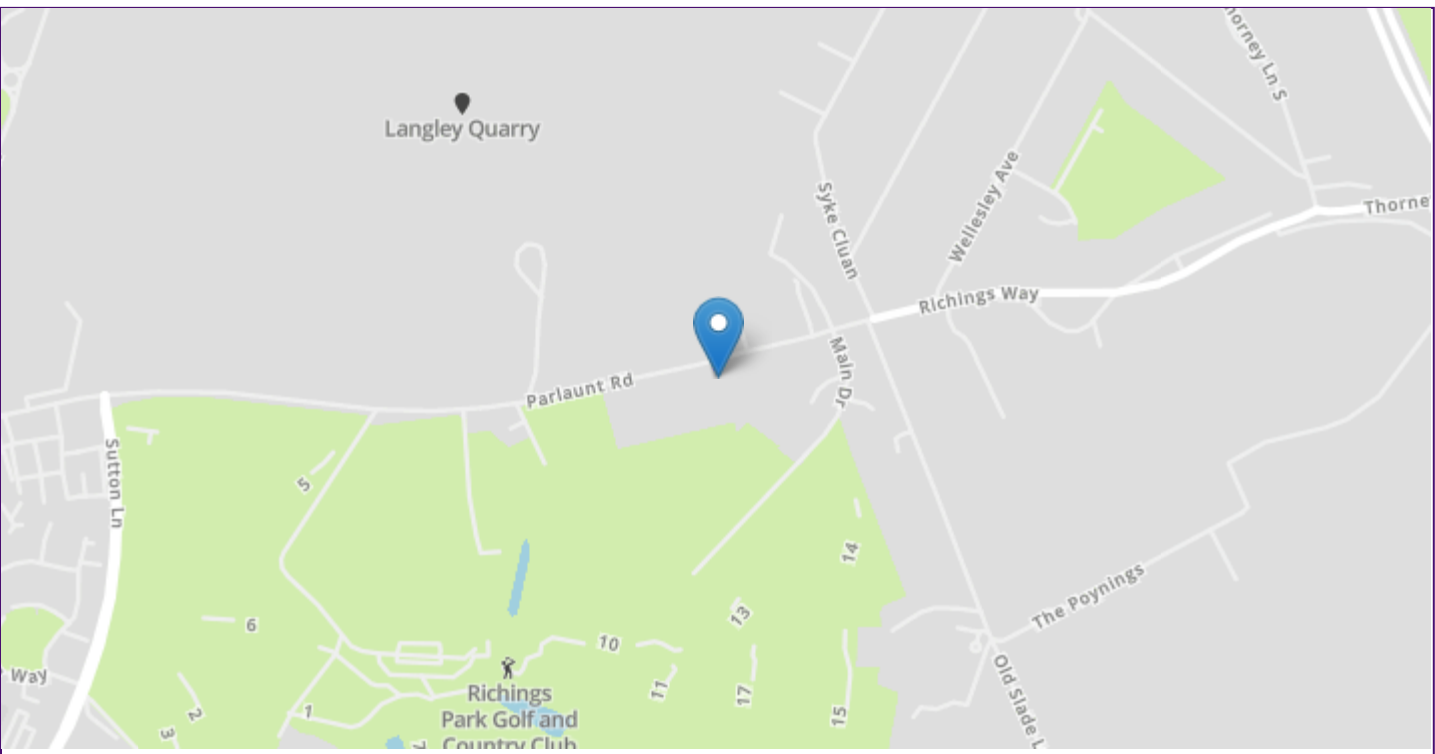 horney Ln S
Langley Quarry
Wellesley Ave
Syke Cluan
Thorne
Richings Way
Main Dr
Parlaunt Rd
Sutton Ln
5
14
The Poynings
13
6
10
Old Slade L
Way
11
17
15
Richings
Park Golf and
Country Club
1
2
3
7